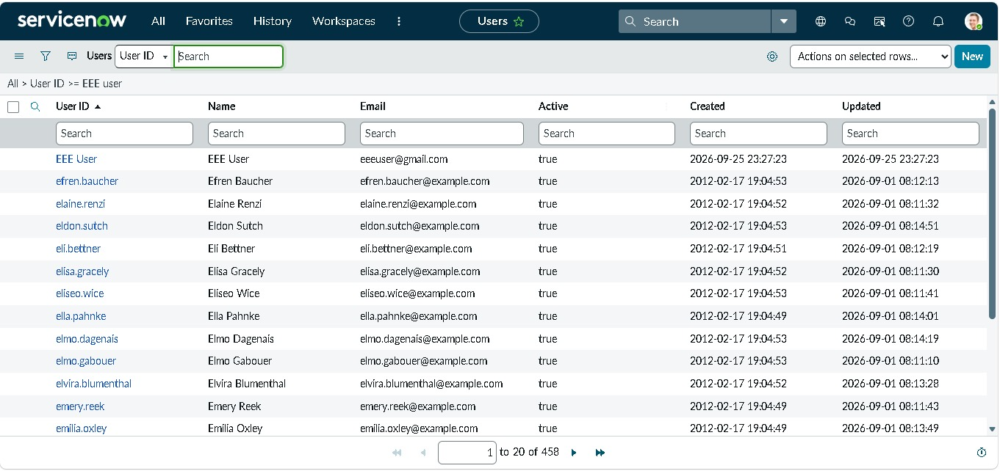 servicenow All Favorites History Workspaces Users Search
Users User ID Search Actions on selected rows... New
All > User ID >= EEE user
User ID Name Email Active Created Updated
Search Search Search Search Search Search
EEE User EEE User eeeuser@gmail.com true 2026-09-25 23:27:23 2026-09-25 23:27:23
efren.baucher Efren Baucher efren.baucher@example.com true 2012-02-17 19:04:53 2026-09-01 08:12:13
elaine.renzi Elaine Renzi elaine.renzi@example.com true 2012-02-17 19:04:52 2026-09-01 08:11:32
eldon.sutch Eldon Sutch eldon.sutch@example.com true 2012-02-17 19:04:53 2026-09-01 08:14:51
eli.bettner Eli Bettner eli.bettner@example.com true 2012-02-17 19:04:51 2026-09-01 08:12:19
elisa.gracely Elisa Gracely elisa.gracely@example.com true 2012-02-17 19:04:52 2026-09-01 08:11:30
eliseo.wice Eliseo Wice eliseo.wice@example.com true 2012-02-17 19:04:53 2026-09-01 08:11:41
ella.pahnke Ella Pahnke ella.pahnke@example.com true 2012-02-17 19:04:49 2026-09-01 08:14:01
elmo.dagenais Elmo Dagenais elmo.dagenais@example.com true 2012-02-17 19:04:53 2026-09-01 08:14:19
elmo.gabouer Elmo Gabouer elmo.gabouer@example.com true 2012-02-17 19:04:53 2026-09-01 08:11:10
elvira.blumenthal Elvira Blumenthal elvira.blumenthal@example.com true 2012-02-17 19:04:52 2026-09-01 08:13:28
emery.reek Emery Reek emery.reek@example.com true 2012-02-17 19:04:49 2026-09-01 08:11:43
emilia.oxley Emilia Oxley emilia.oxley@example.com true 2012-02-17 19:04:49 2026-09-01 08:13:49
1 to 20 of 458